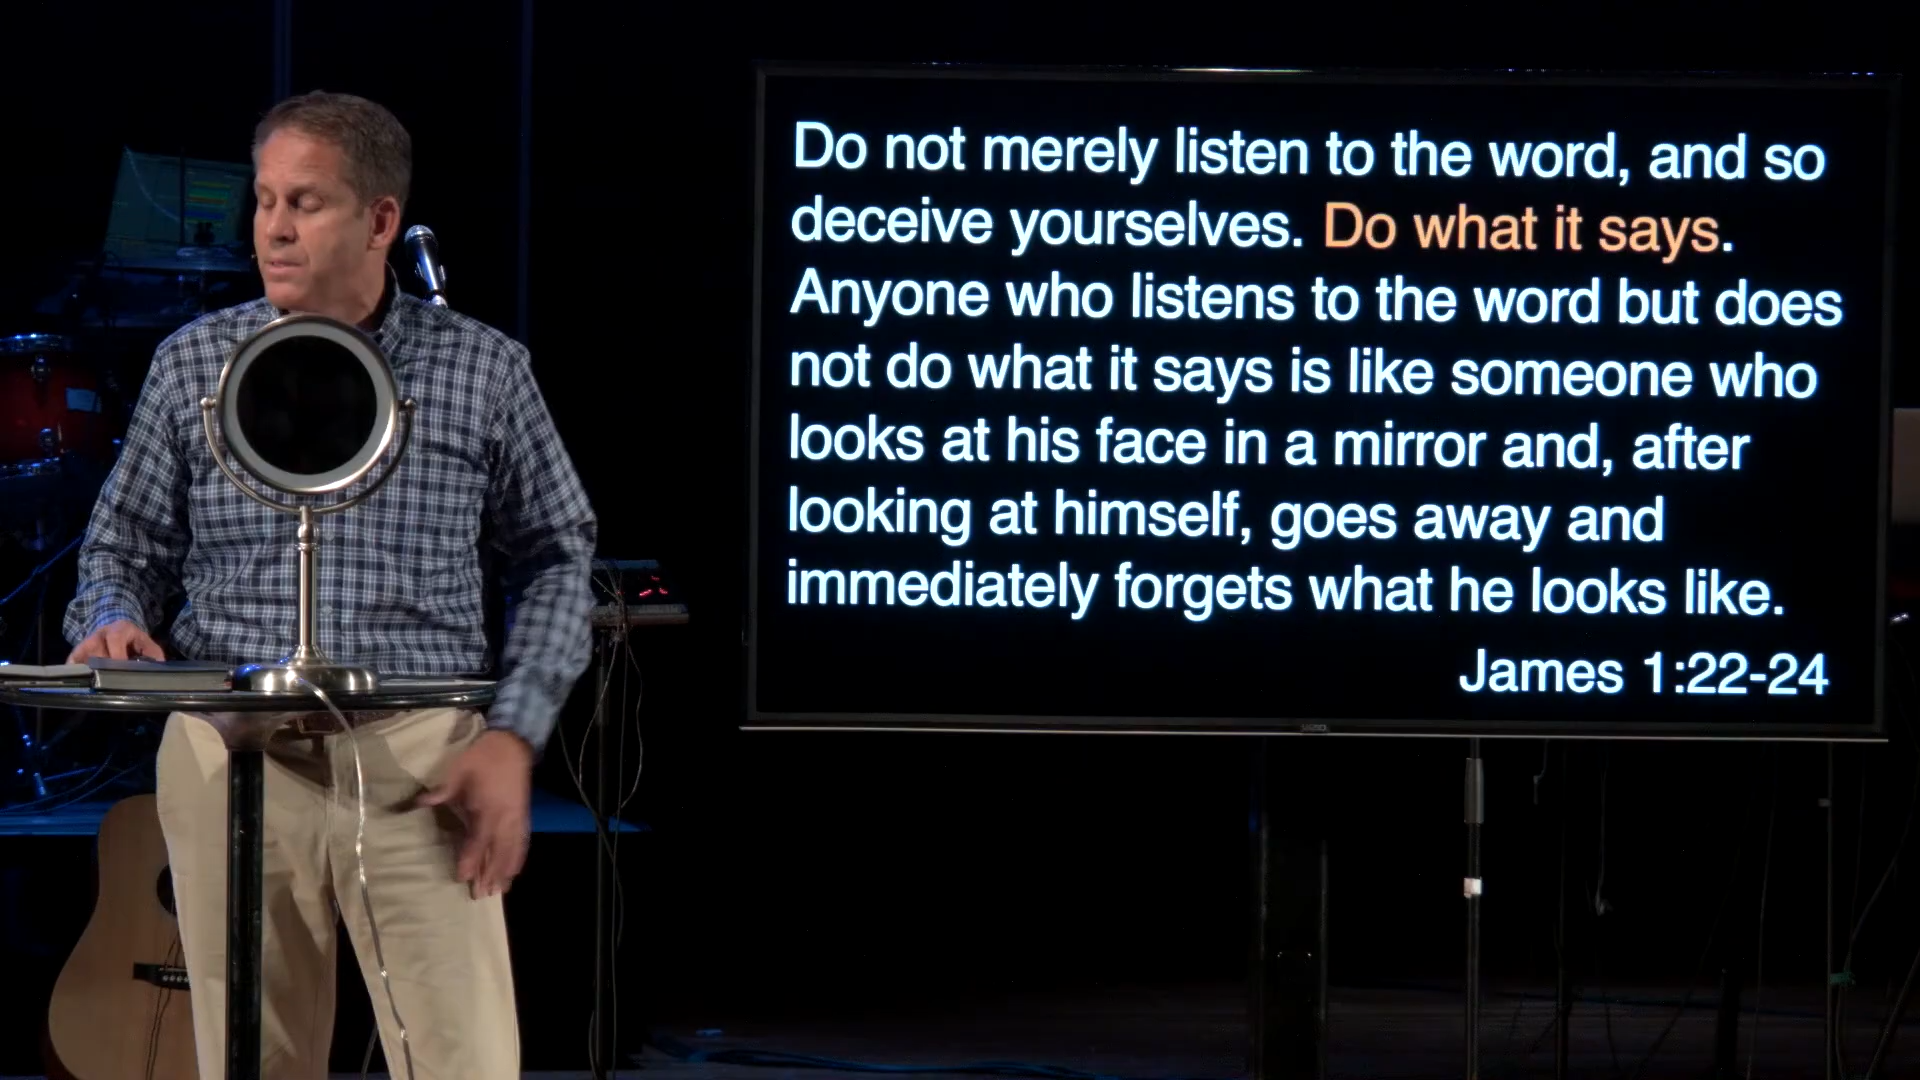 Do not merely listen to the word, and so
deceive yourselves. Do what it says.
Anyone who listens to the word but does
not do what it says is like someone who
looks at his face in a mirror and, after
looking at himself, goes away and
immediately forgets what he looks like.
James 1:22-24